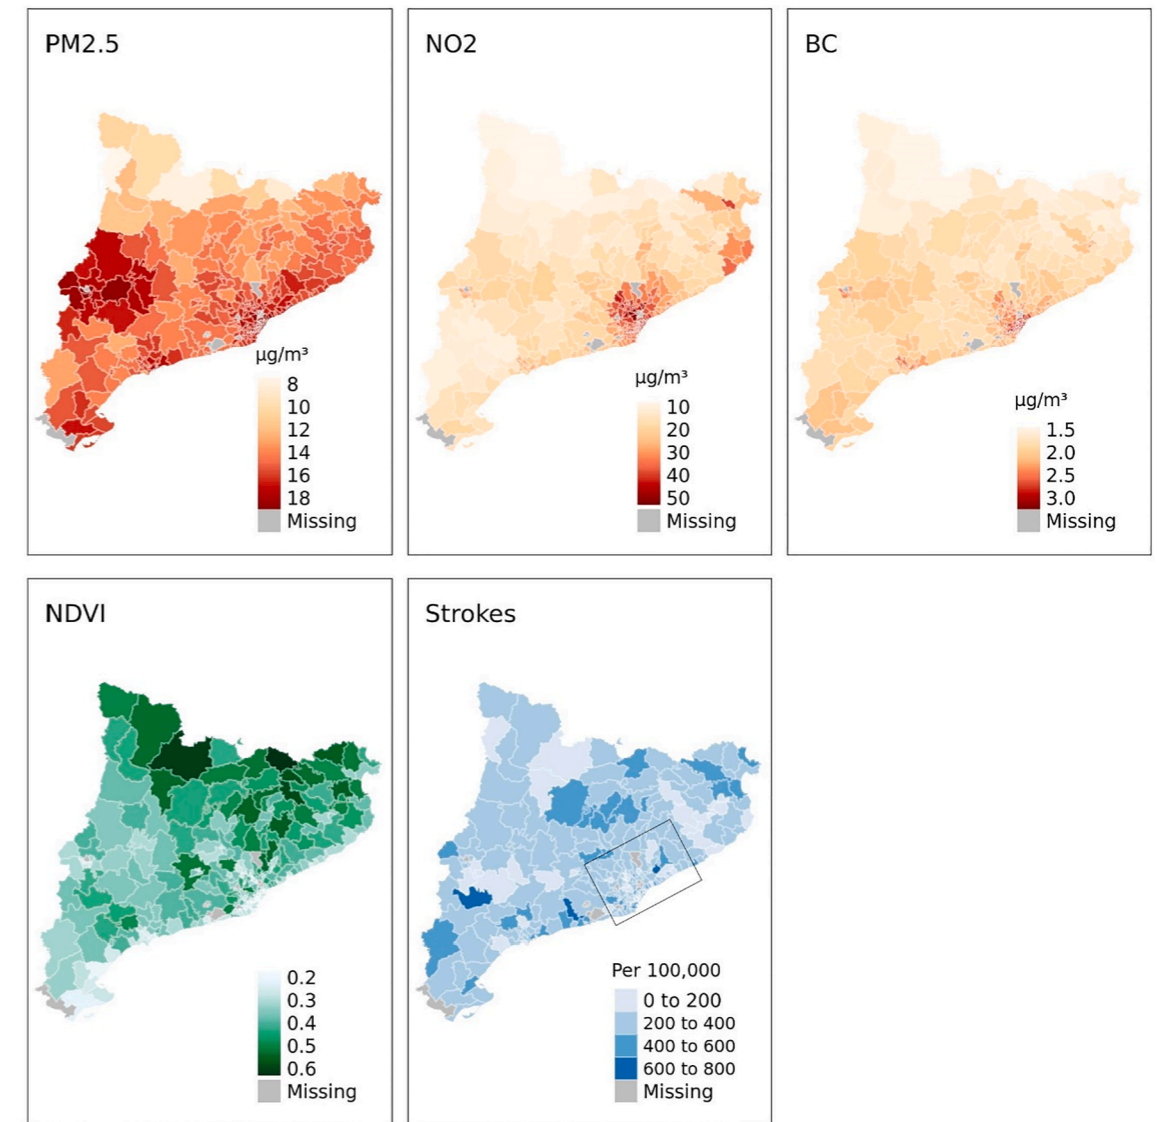 PM2.5
µg/m³
8
10
12
14
16
18
Missing
NO2
µg/m³
10
20
30
40
50
Missing
BC
µg/m³
1.5
2.0
2.5
3.0
Missing
NDVI
0.2
0.3
0.4
0.5
0.6
Missing
Strokes
Per 100,000
0 to 200
200 to 400
400 to 600
600 to 800
Missing